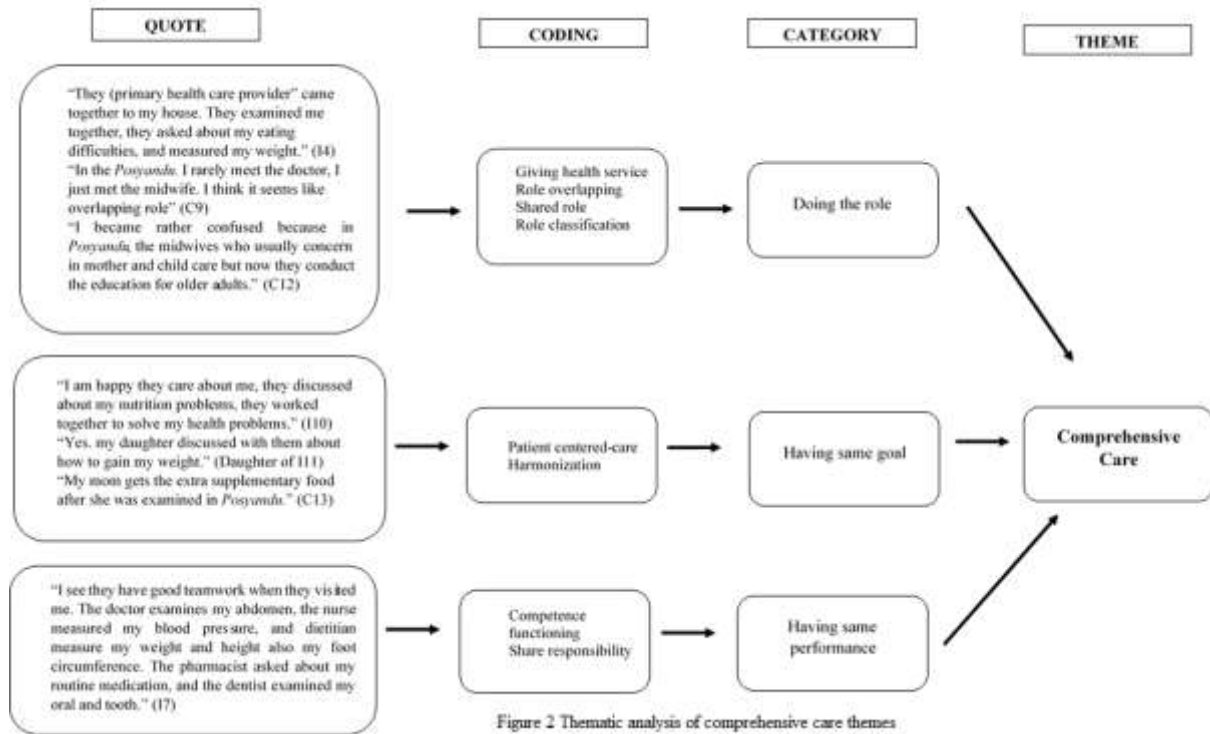 QUOTE
CODING
CATEGORY
THEME
“They (primary health care provider” came
together to my house. They examined me
together, they asked about my eating
difficulties, and measured my weight.” (I4)
“In the Posyandu. I rarely meet the doctor, I
just met the midwife. I think it seems like
overlapping role” (C9)
“I became rather confused because in
Posyandu, the midwives who usually concern
in mother and child care but now they conduct
the education for older adults.” (C12)
Giving health service
Role overlapping
Shared role
Role classification
Doing the role
“I am happy they care about me, they discussed
about my nutrition problems, they worked
together to solve my health problems.” (I10)
“Yes. my daughter discussed with them about
how to gain my weight.” (Daughter of I11)
“My mom gets the extra supplementary food
after she was examined in Posyandu.” (C13)
Patient centered-care
Harmonization
Having same goal
Comprehensive
Care
“I see they have good teamwork when they visited
me. The doctor examines my abdomen, the nurse
measured my blood pressure, and dietitian
measure my weight and height also my foot
circumference. The pharmacist asked about my
routine medication, and the dentist examined my
oral and tooth.” (I7)
Competence
functioning
Share responsibility
Having same
performance
Figure 2 Thematic analysis of comprehensive care themes